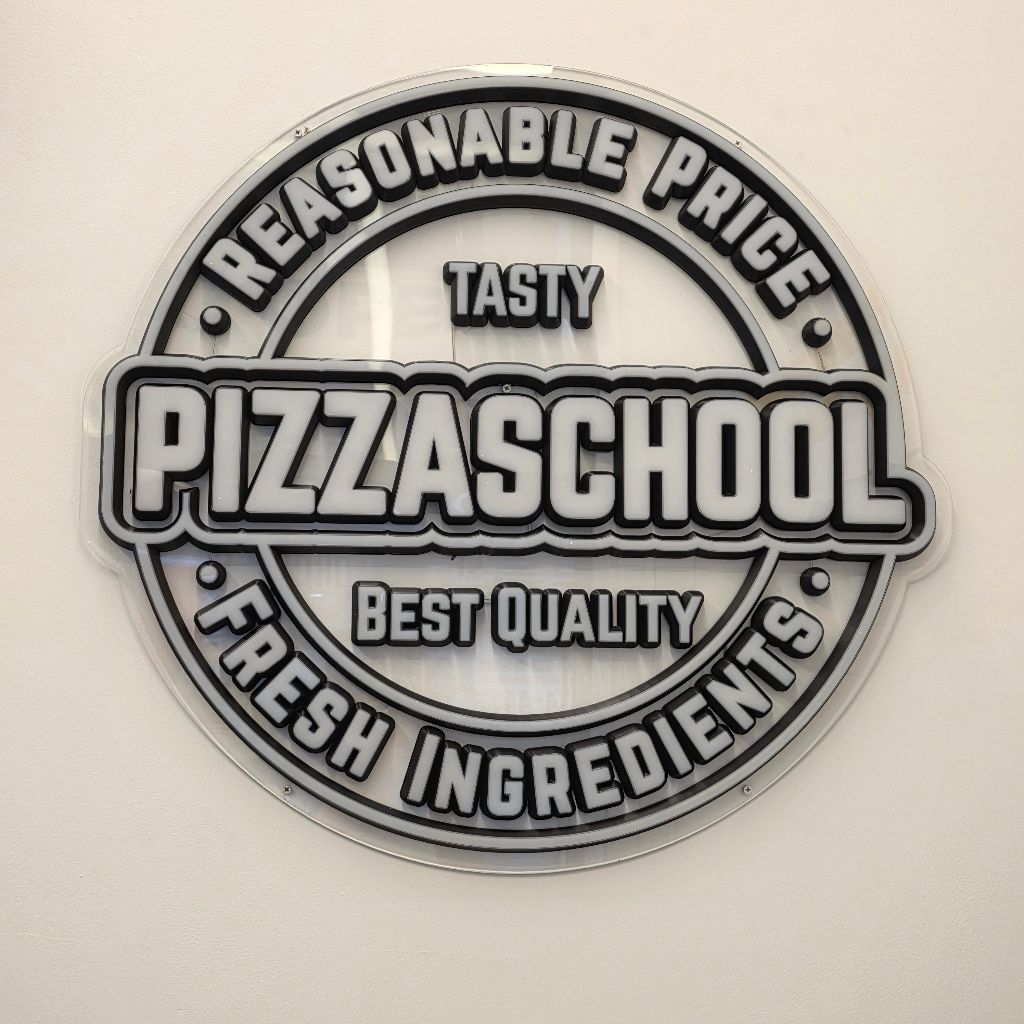 REASONABLE PRICE
TASTY
PIZZASCHOOL
BEST QUALITY
FRESH INGREDIENTS